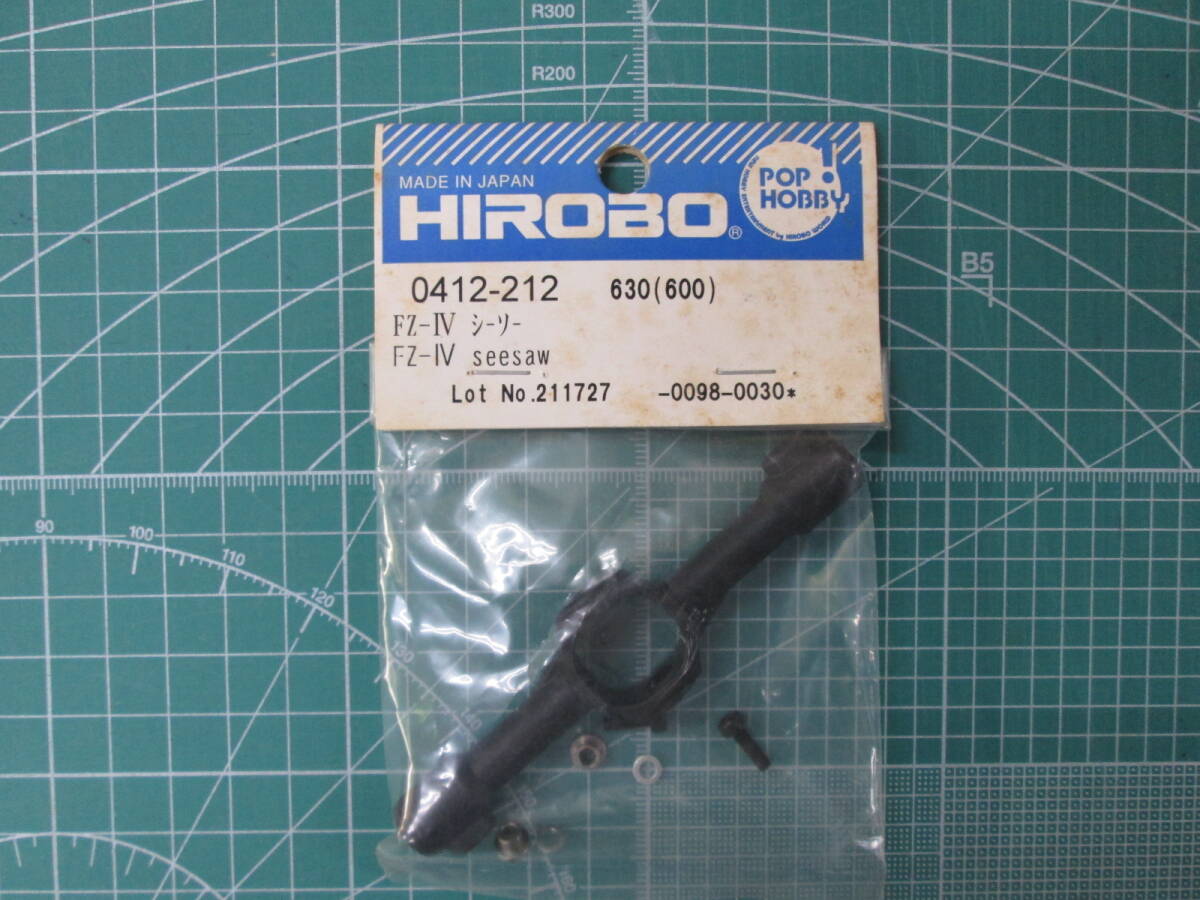 R300
R200
MADE IN JAPAN
HIROBO®
POP!
HOBBY
B5
0412-212 630(600)
FZ-Ⅳ シーソー
FZ-Ⅳ seesaw
Lot No.211727 -0098-0030*
90
100
110
120
130
140